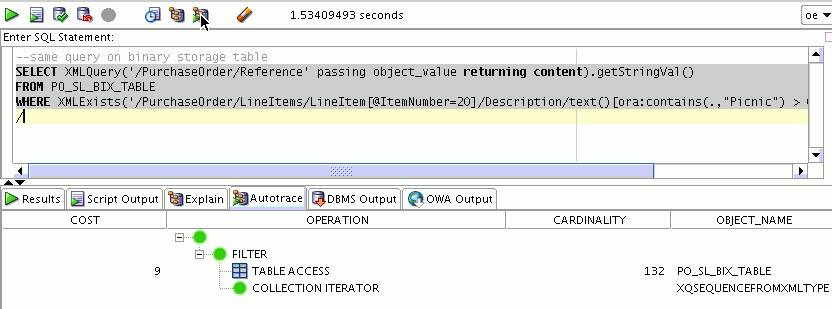 1.53409493 seconds
oe
Enter SQL Statement:
--same query on binary storage table
SELECT XMLQuery('/PurchaseOrder/Reference' passing object_value returning content).getStringVal()
FROM PO_SL_BIX_TABLE
WHERE XMLExists('/PurchaseOrder/LineItems/LineItem[@ItemNumber=20]/Description/text()[ora:contains(.,"Picnic") >
/
Results Script Output Explain Autotrace DBMS Output OWA Output
COST OPERATION CARDINALITY OBJECT_NAME
FILTER
9 TABLE ACCESS 132 PO_SL_BIX_TABLE
COLLECTION ITERATOR XQSEQUENCEFROMXMLTYPE